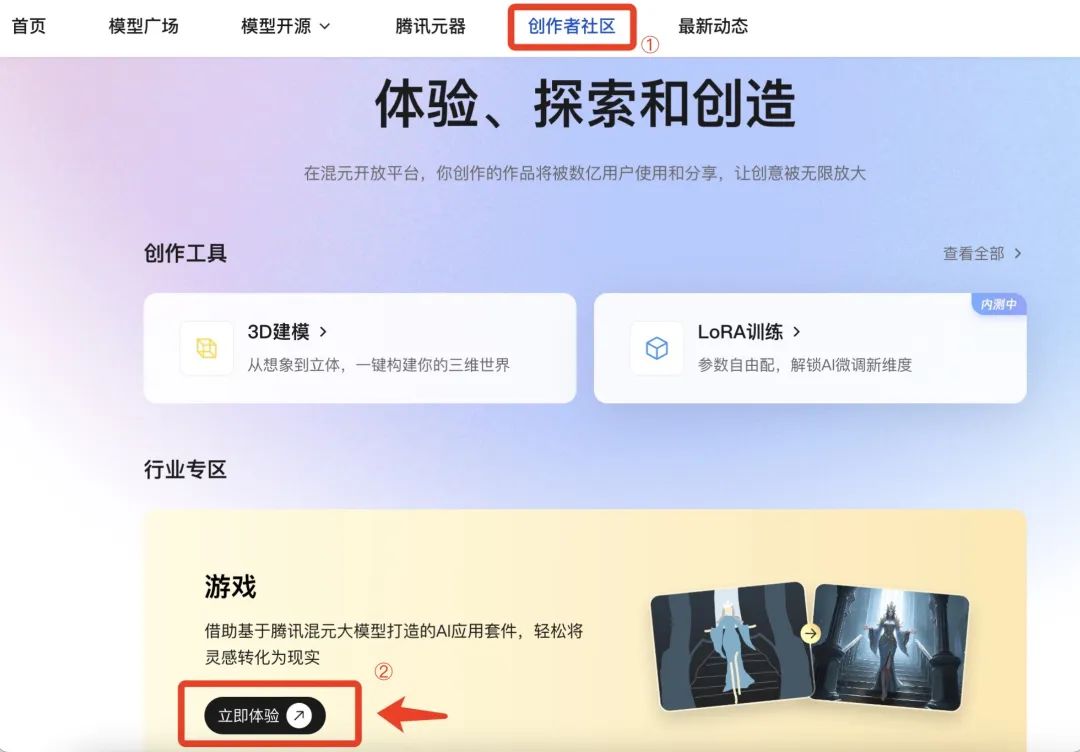 首页 模型广场 模型开源 腾讯元器 创作者社区 ① 最新动态
体验、探索和创造
在混元开放平台，你创作的作品将被数亿用户使用和分享，让创意被无限放大
创作工具 查看全部
内测中
3D建模 LoRA训练
从想象到立体，一键构建你的三维世界 参数自由配，解锁AI微调新维度
行业专区
游戏
借助基于腾讯混元大模型打造的AI应用套件，轻松将
灵感转化为现实
②
立即体验